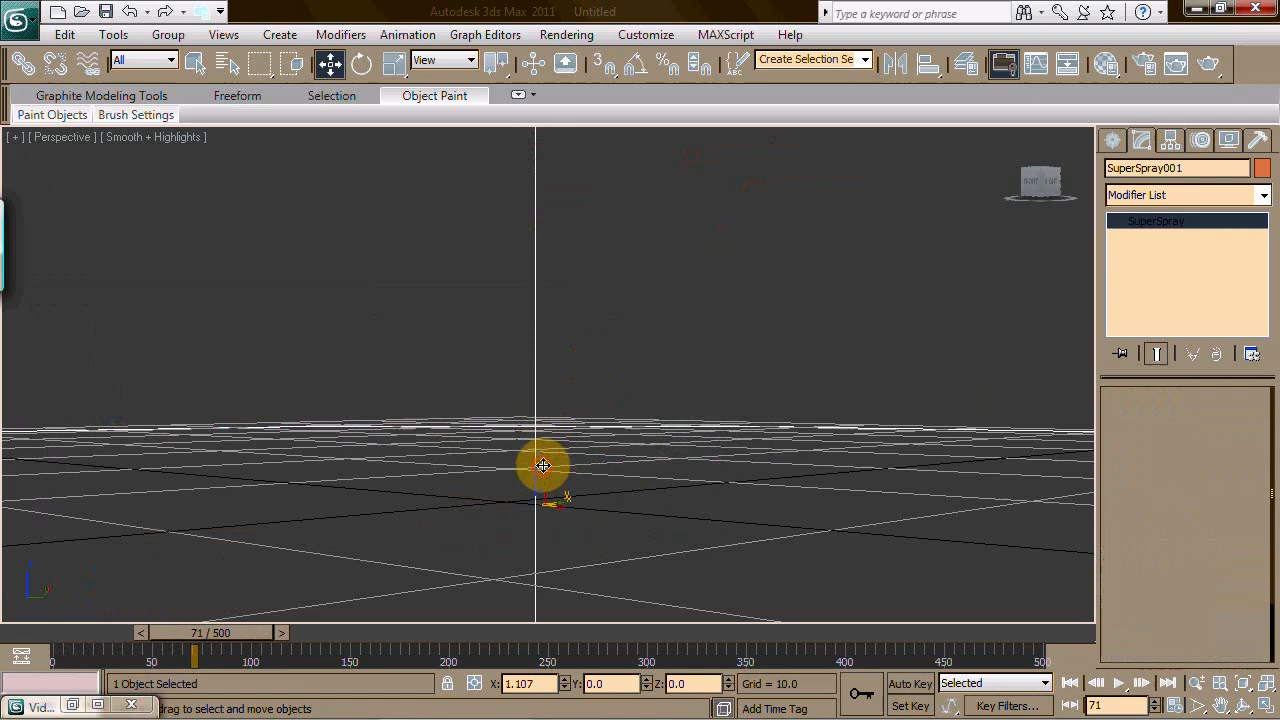 Autodesk 3ds Max 2011 Untitled
Type a keyword or phrase
Edit Tools Group Views Create Modifiers Animation Graph Editors Rendering Customize MAXScript Help
All
View
Create Selection Se
Graphite Modeling Tools Freeform Selection Object Paint
Paint Objects Brush Settings
[ + ] [ Perspective ] [ Smooth + Highlights ]
SuperSpray001
Modifier List
SuperSpray
71 / 500
0 50 100 150 200 250 300 350 400 450 500
1 Object Selected
X: 1.107 Y: 0.0 Z: 0.0
Grid = 10.0
Auto Key
Selected
Vid...
drag to select and move objects
Add Time Tag
Set Key
Key Filters...
71